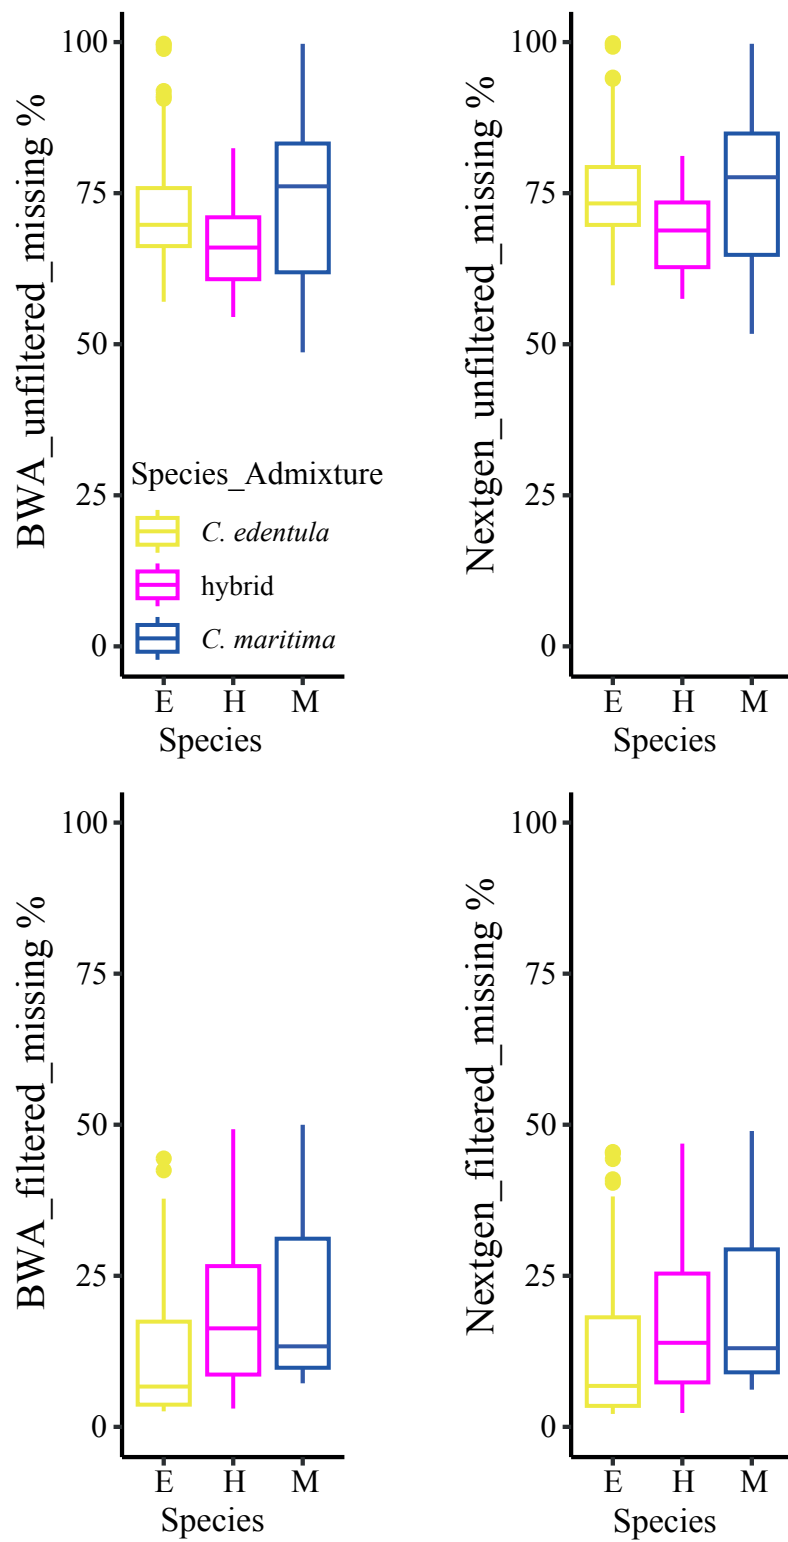 BWA_unfiltered_missing %
100
75
50
25
0
Species_Admixture
C. edentula
hybrid
C. maritima
E H M
Species
Nextgen_unfiltered_missing %
100
75
50
25
0
E H M
Species
BWA_filtered_missing %
100
75
50
25
0
E H M
Species
Nextgen_filtered_missing %
100
75
50
25
0
E H M
Species